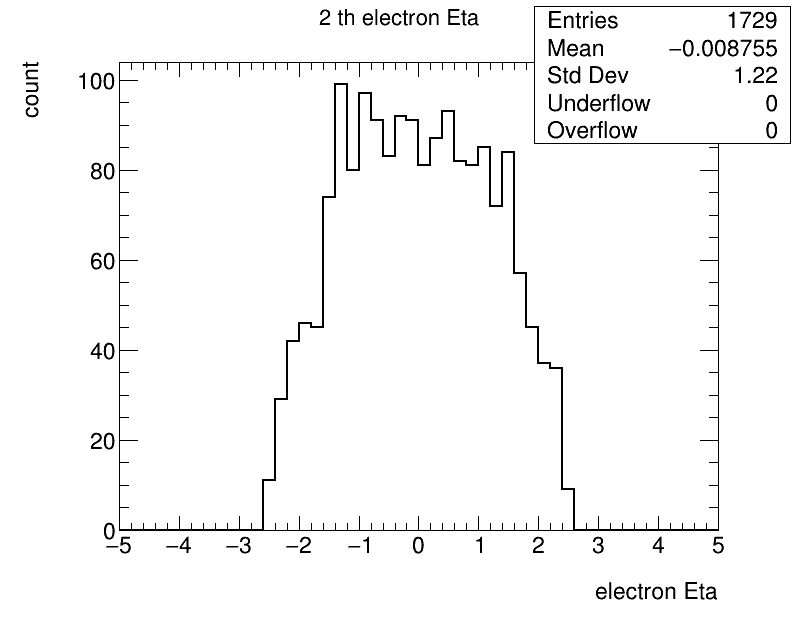 2 th electron Eta
Entries 1729
Mean −0.008755
Std Dev 1.22
Underflow 0
Overflow 0
count
100
80
60
40
20
0
−5 −4 −3 −2 −1 0 1 2 3 4 5
electron Eta